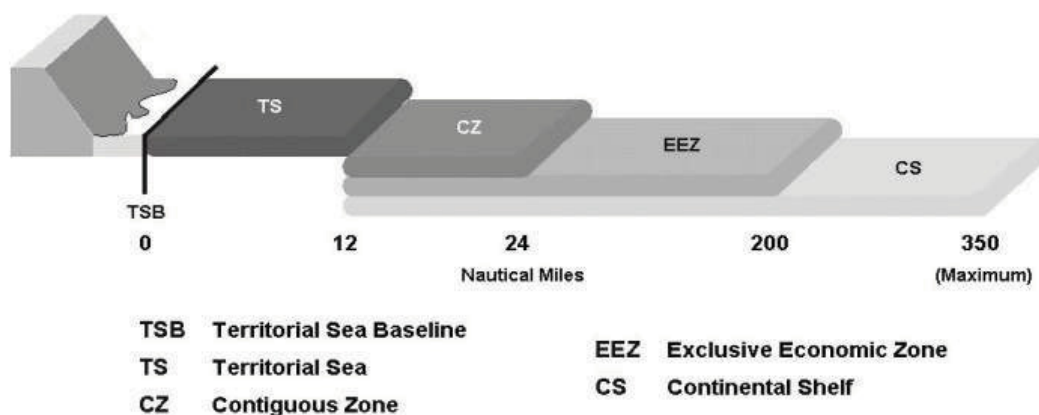 TS
CZ
EEZ
CS
TSB
0 12 24 200 350
Nautical Miles (Maximum)
TSB Territorial Sea Baseline
TS Territorial Sea
CZ Contiguous Zone
EEZ Exclusive Economic Zone
CS Continental Shelf